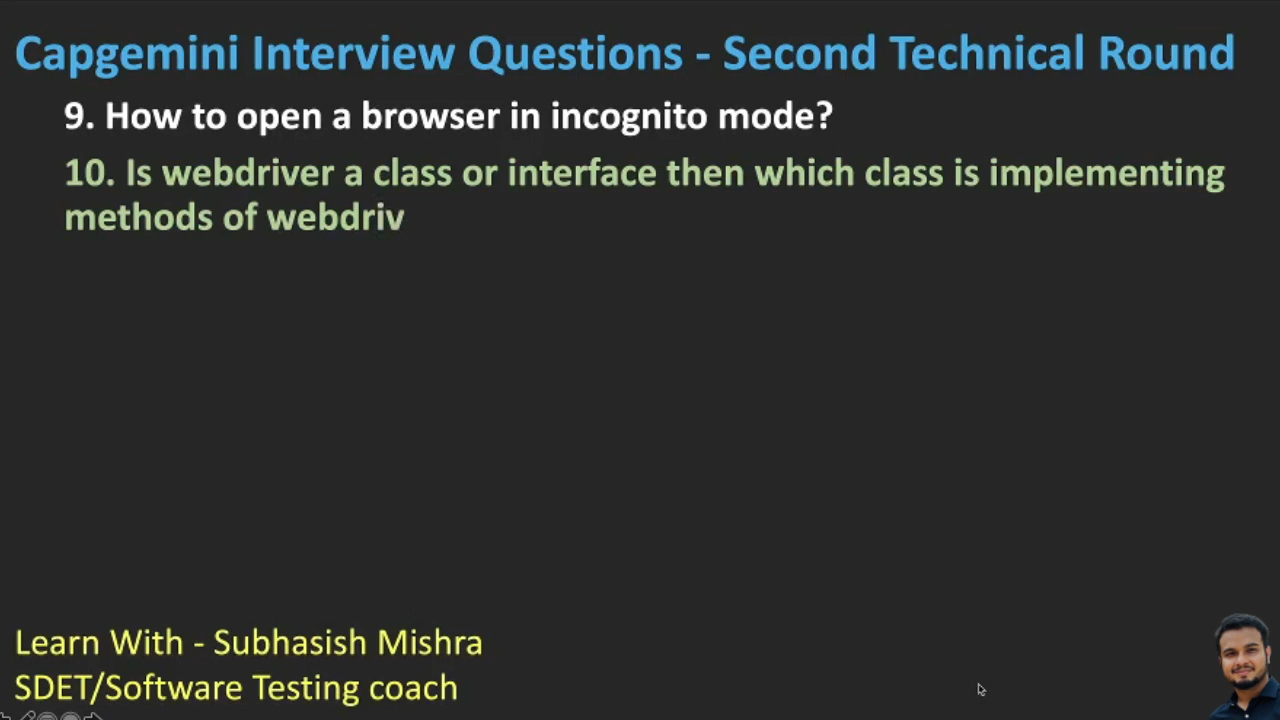 Capgemini Interview Questions - Second Technical Round
9. How to open a browser in incognito mode?
10. Is webdriver a class or interface then which class is implementing
methods of webdriv
Learn With - Subhasish Mishra
SDET/Software Testing coach